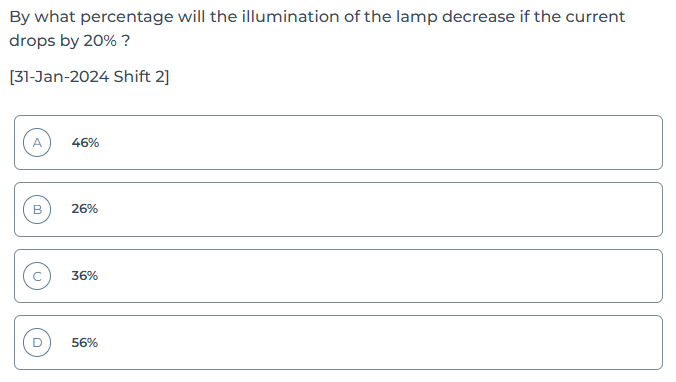 By what percentage will the illumination of the lamp decrease if the current
drops by 20% ?
[31-Jan-2024 Shift 2]
A 46%
B 26%
C 36%
D 56%